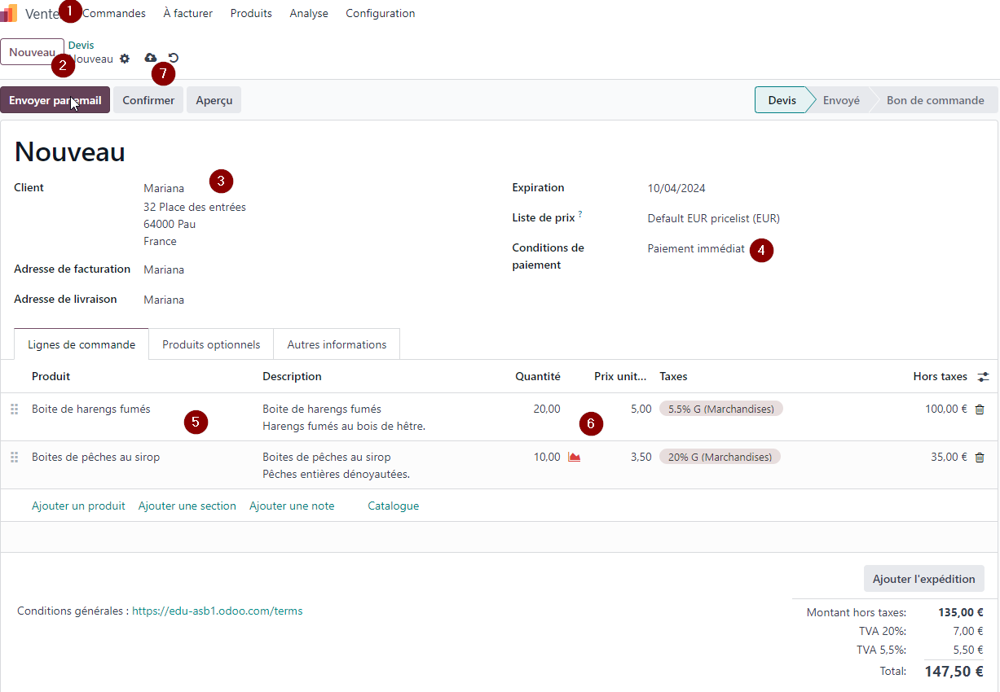 Vente 1 Commandes À facturer Produits Analyse Configuration
Nouveau Devis
2 Nouveau
7
Envoyer par email Confirmer Aperçu Devis Envoyé Bon de commande
Nouveau
Client Mariana 3 Expiration 10/04/2024
32 Place des entrées
64000 Pau Liste de prix ? Default EUR pricelist (EUR)
France Conditions de paiement Paiement immédiat 4
Adresse de facturation Mariana
Adresse de livraison Mariana
Lignes de commande Produits optionnels Autres informations
Produit Description Quantité Prix unit... Taxes Hors taxes
Boite de harengs fumés 5 Boite de harengs fumés 20,00 6 5,00 5.5% G (Marchandises) 100,00 €
Harengs fumés au bois de hêtre.
Boites de pêches au sirop Boites de pêches au sirop 10,00 3,50 20% G (Marchandises) 35,00 €
Pêches entières dénoyautées.
Ajouter un produit Ajouter une section Ajouter une note Catalogue
Ajouter l'expédition
Conditions générales : https://edu-asb1.odoo.com/terms
Montant hors taxes: 135,00 €
TVA 20%: 7,00 €
TVA 5,5%: 5,50 €
Total: 147,50 €